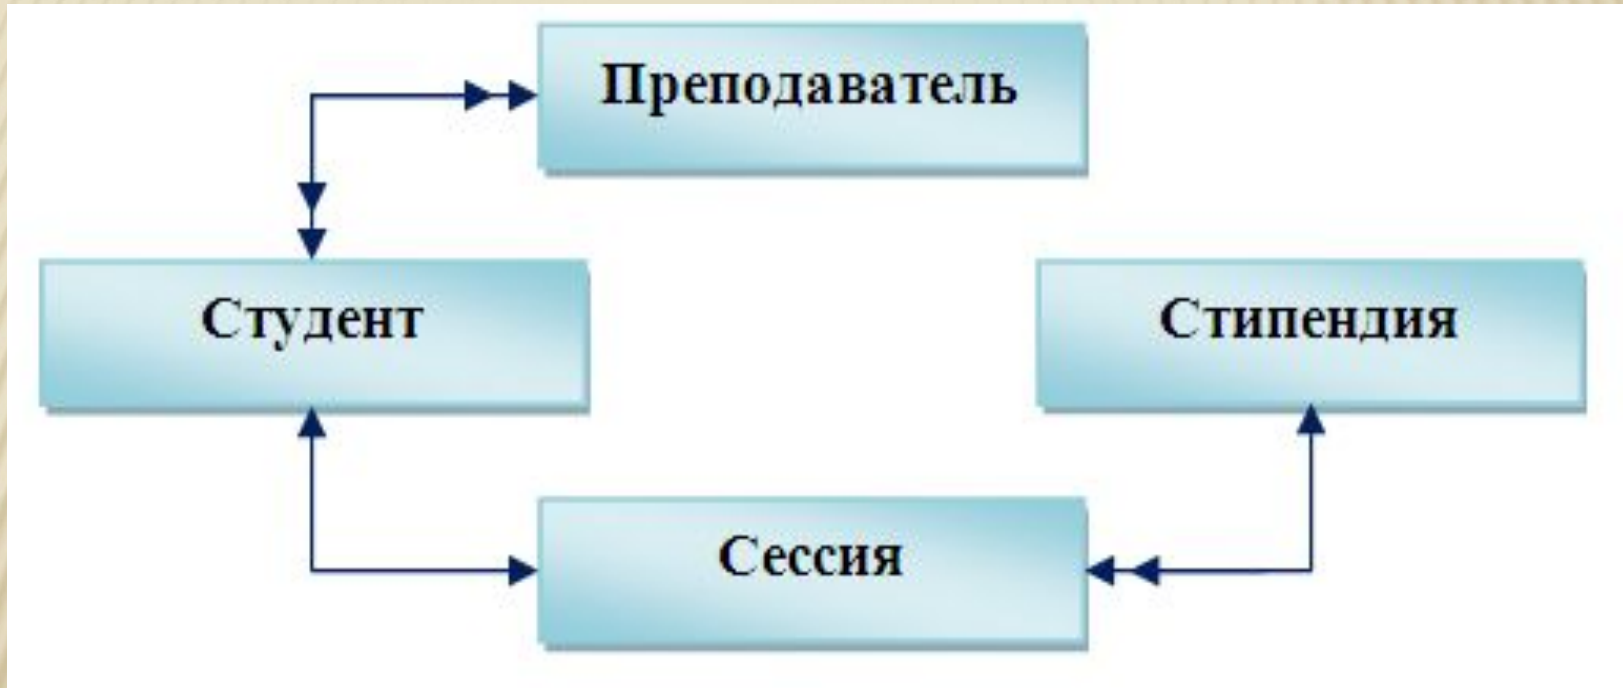 Преподаватель
Студент
Стипендия
Сессия